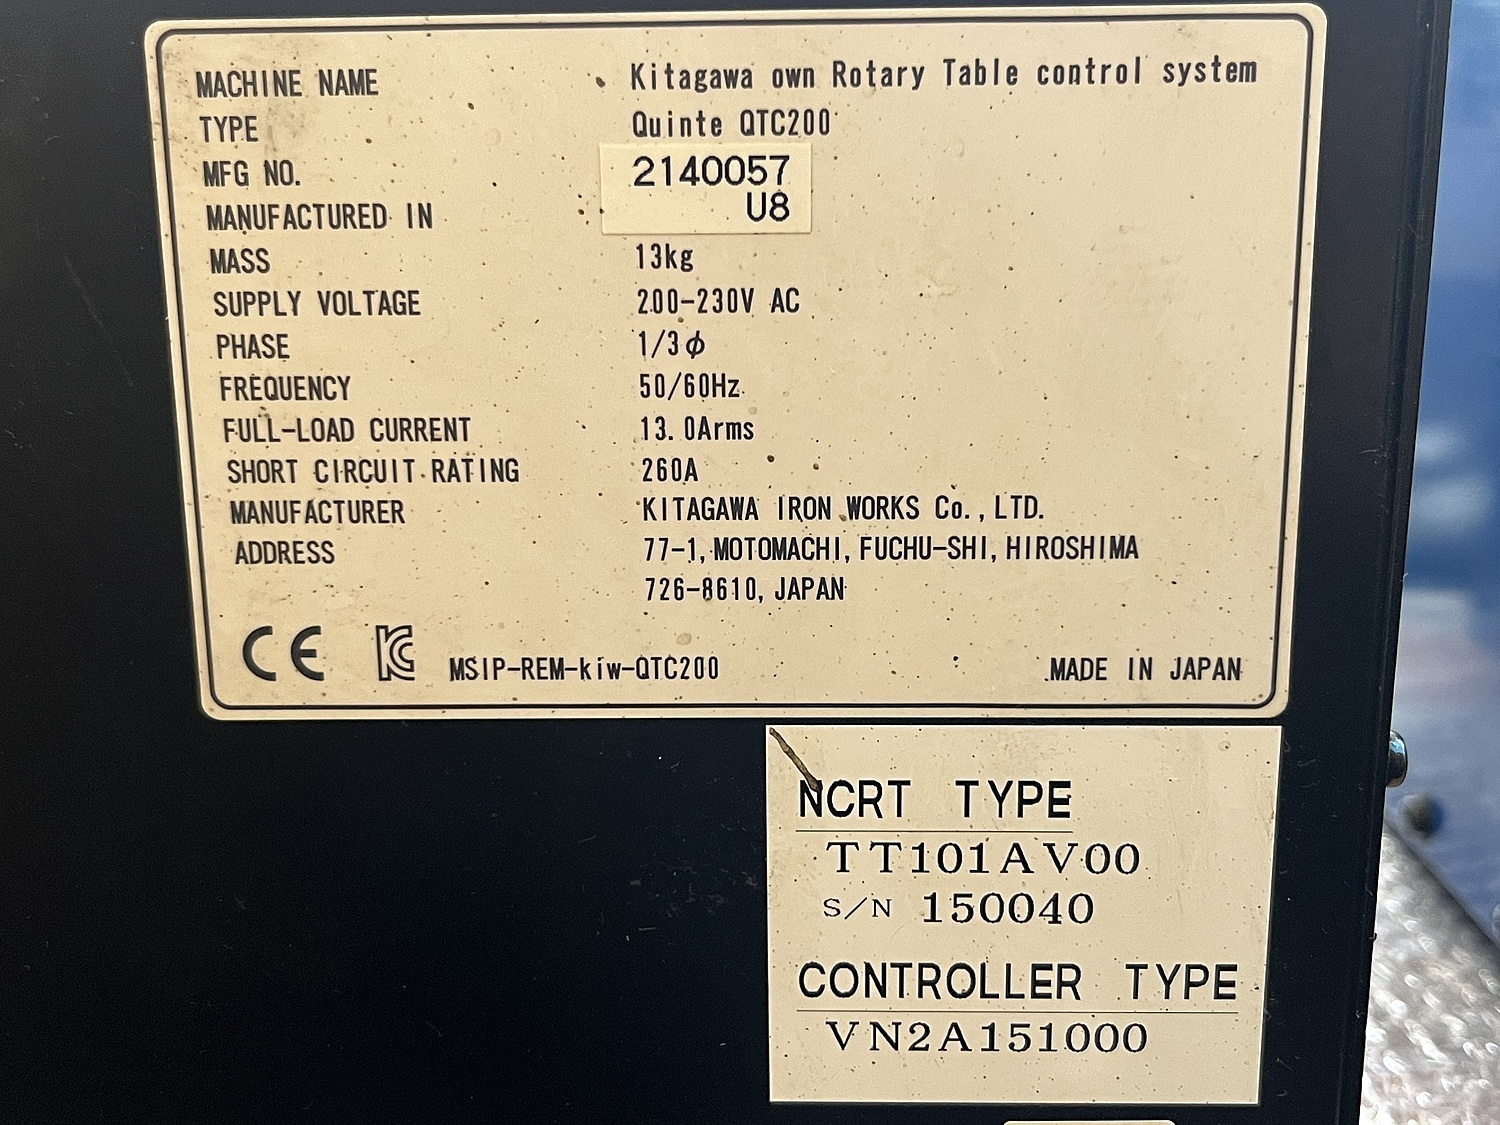 MACHINE NAME Kitagawa own Rotary Table control system
TYPE Quinte QTC200
MFG NO. 2140057
MANUFACTURED IN U8
MASS 13kg
SUPPLY VOLTAGE 200-230V AC
PHASE 1/3φ
FREQUENCY 50/60Hz
FULL-LOAD CURRENT 13.0Arms
SHORT CIRCUIT RATING 260A
MANUFACTURER KITAGAWA IRON WORKS Co., LTD.
ADDRESS 77-1, MOTOMACHI, FUCHU-SHI, HIROSHIMA
726-8610, JAPAN
CE KC MSIP-REM-kiw-QTC200 MADE IN JAPAN
NCRT TYPE
TT101AV00
S/N 150040
CONTROLLER TYPE
VN2A151000